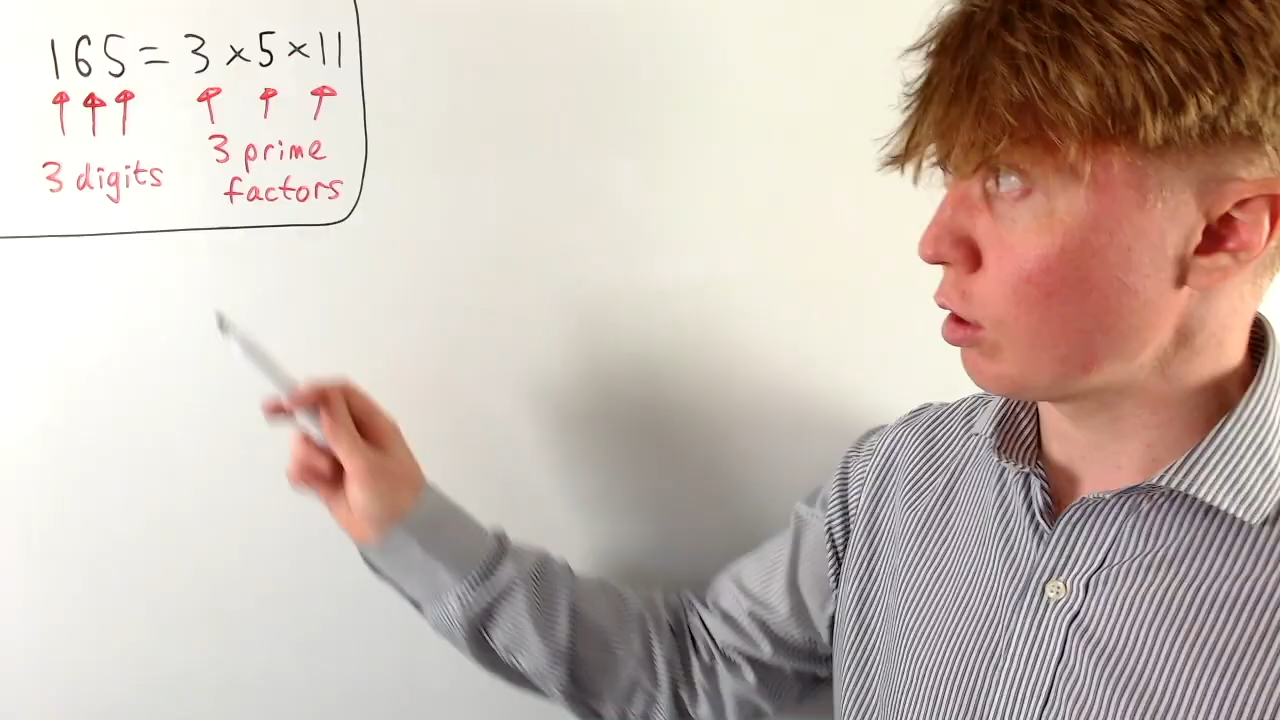 165 = 3 × 5 × 11
3 digits
3 prime
factors